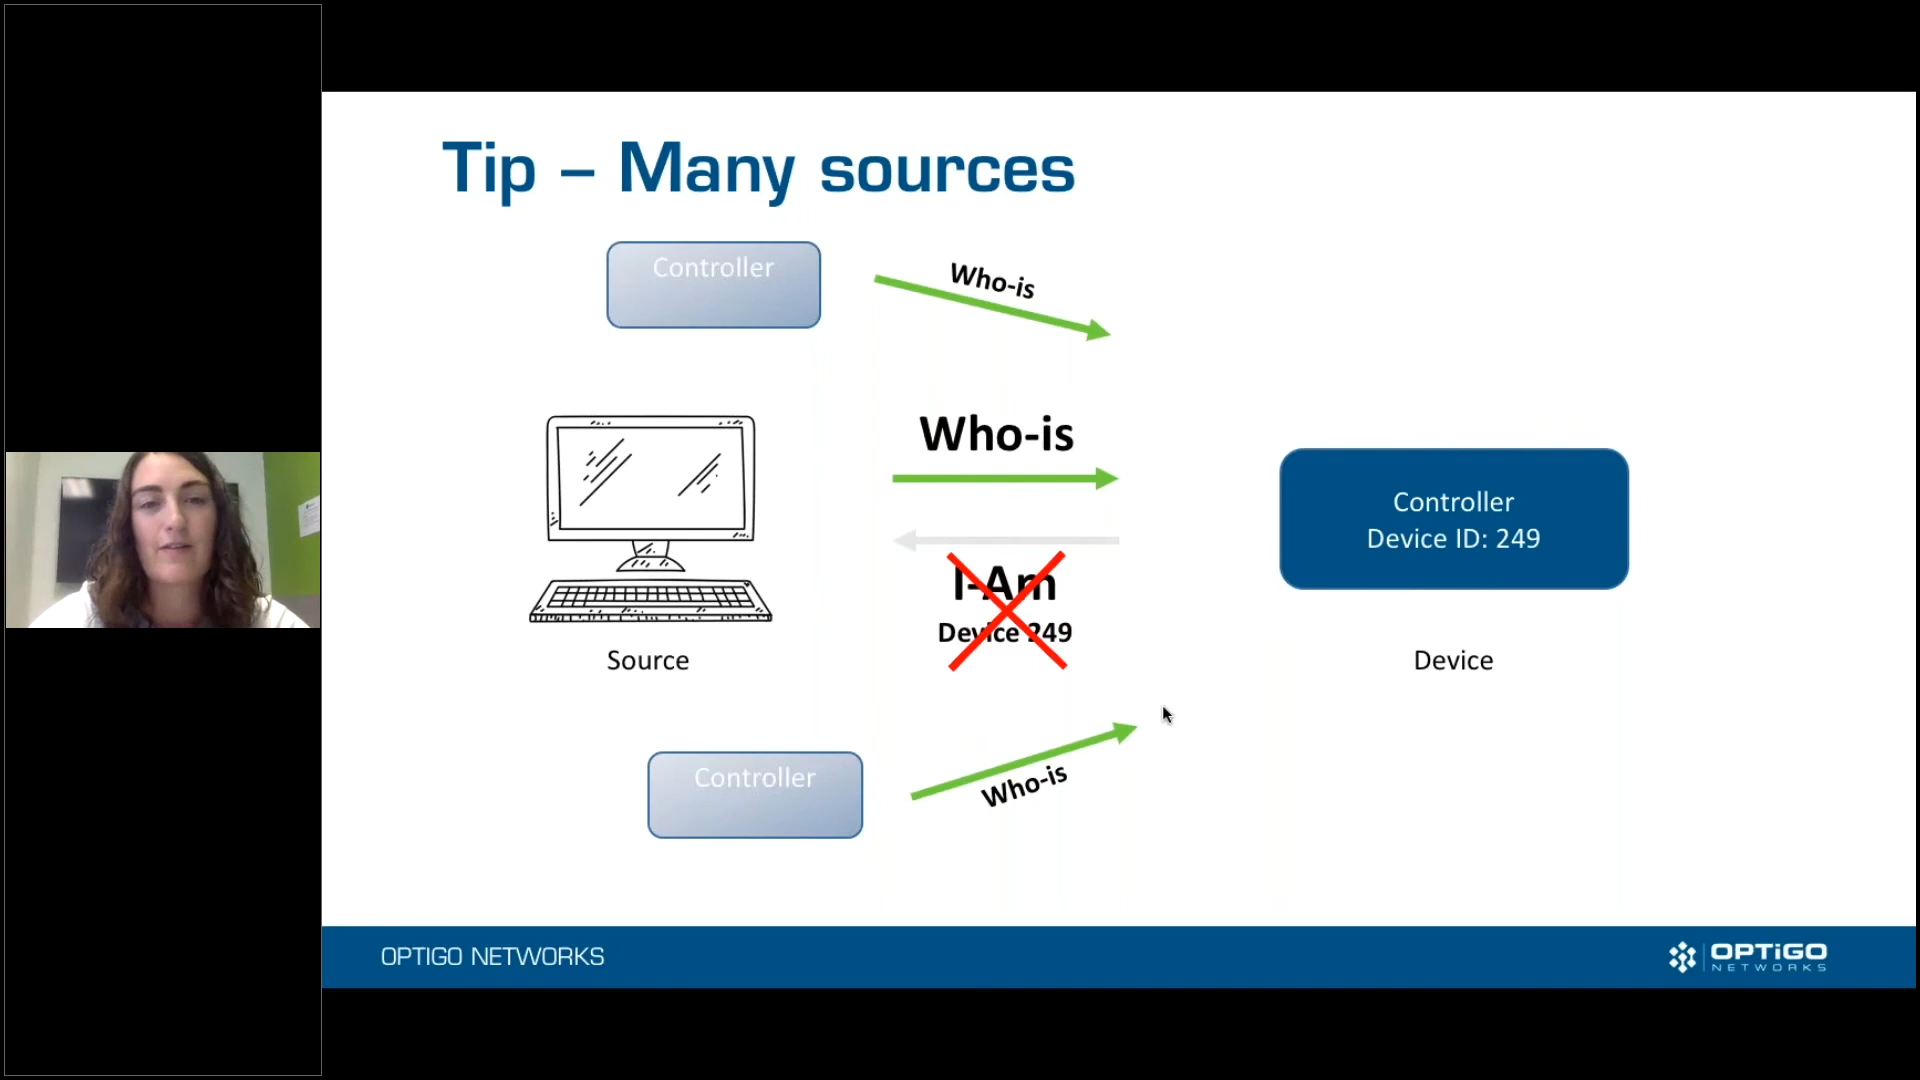 Tip – Many sources
Controller
Who-is
Who-is
Controller
Device ID: 249
I-Am
Device 249
Source
Device
Controller
Who-is
OPTIGO NETWORKS
OPTiGO
NETWORKS